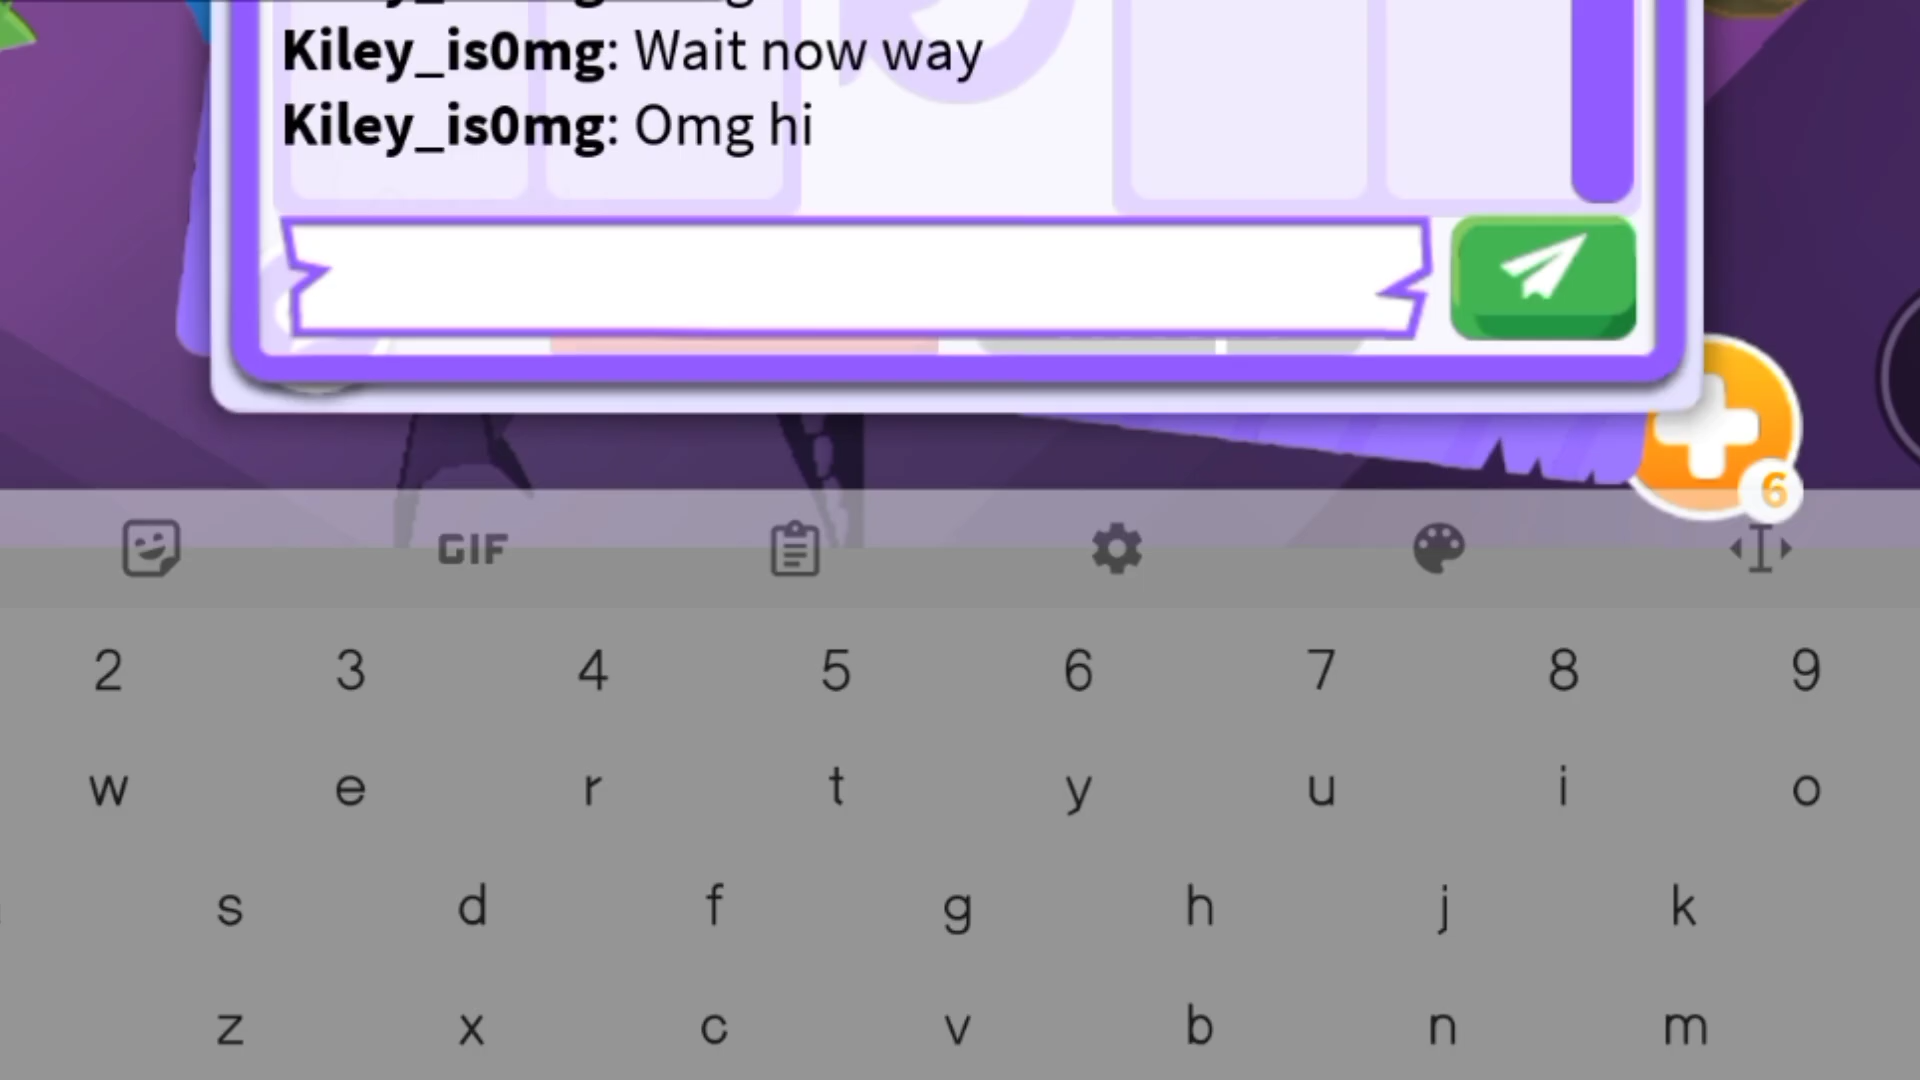 Kiley_is0mg: Wait now way
Kiley_is0mg: Omg hi
6
GIF
2 3 4 5 6 7 8 9
w e r t y u i o
s d f g h j k
z x c v b n m